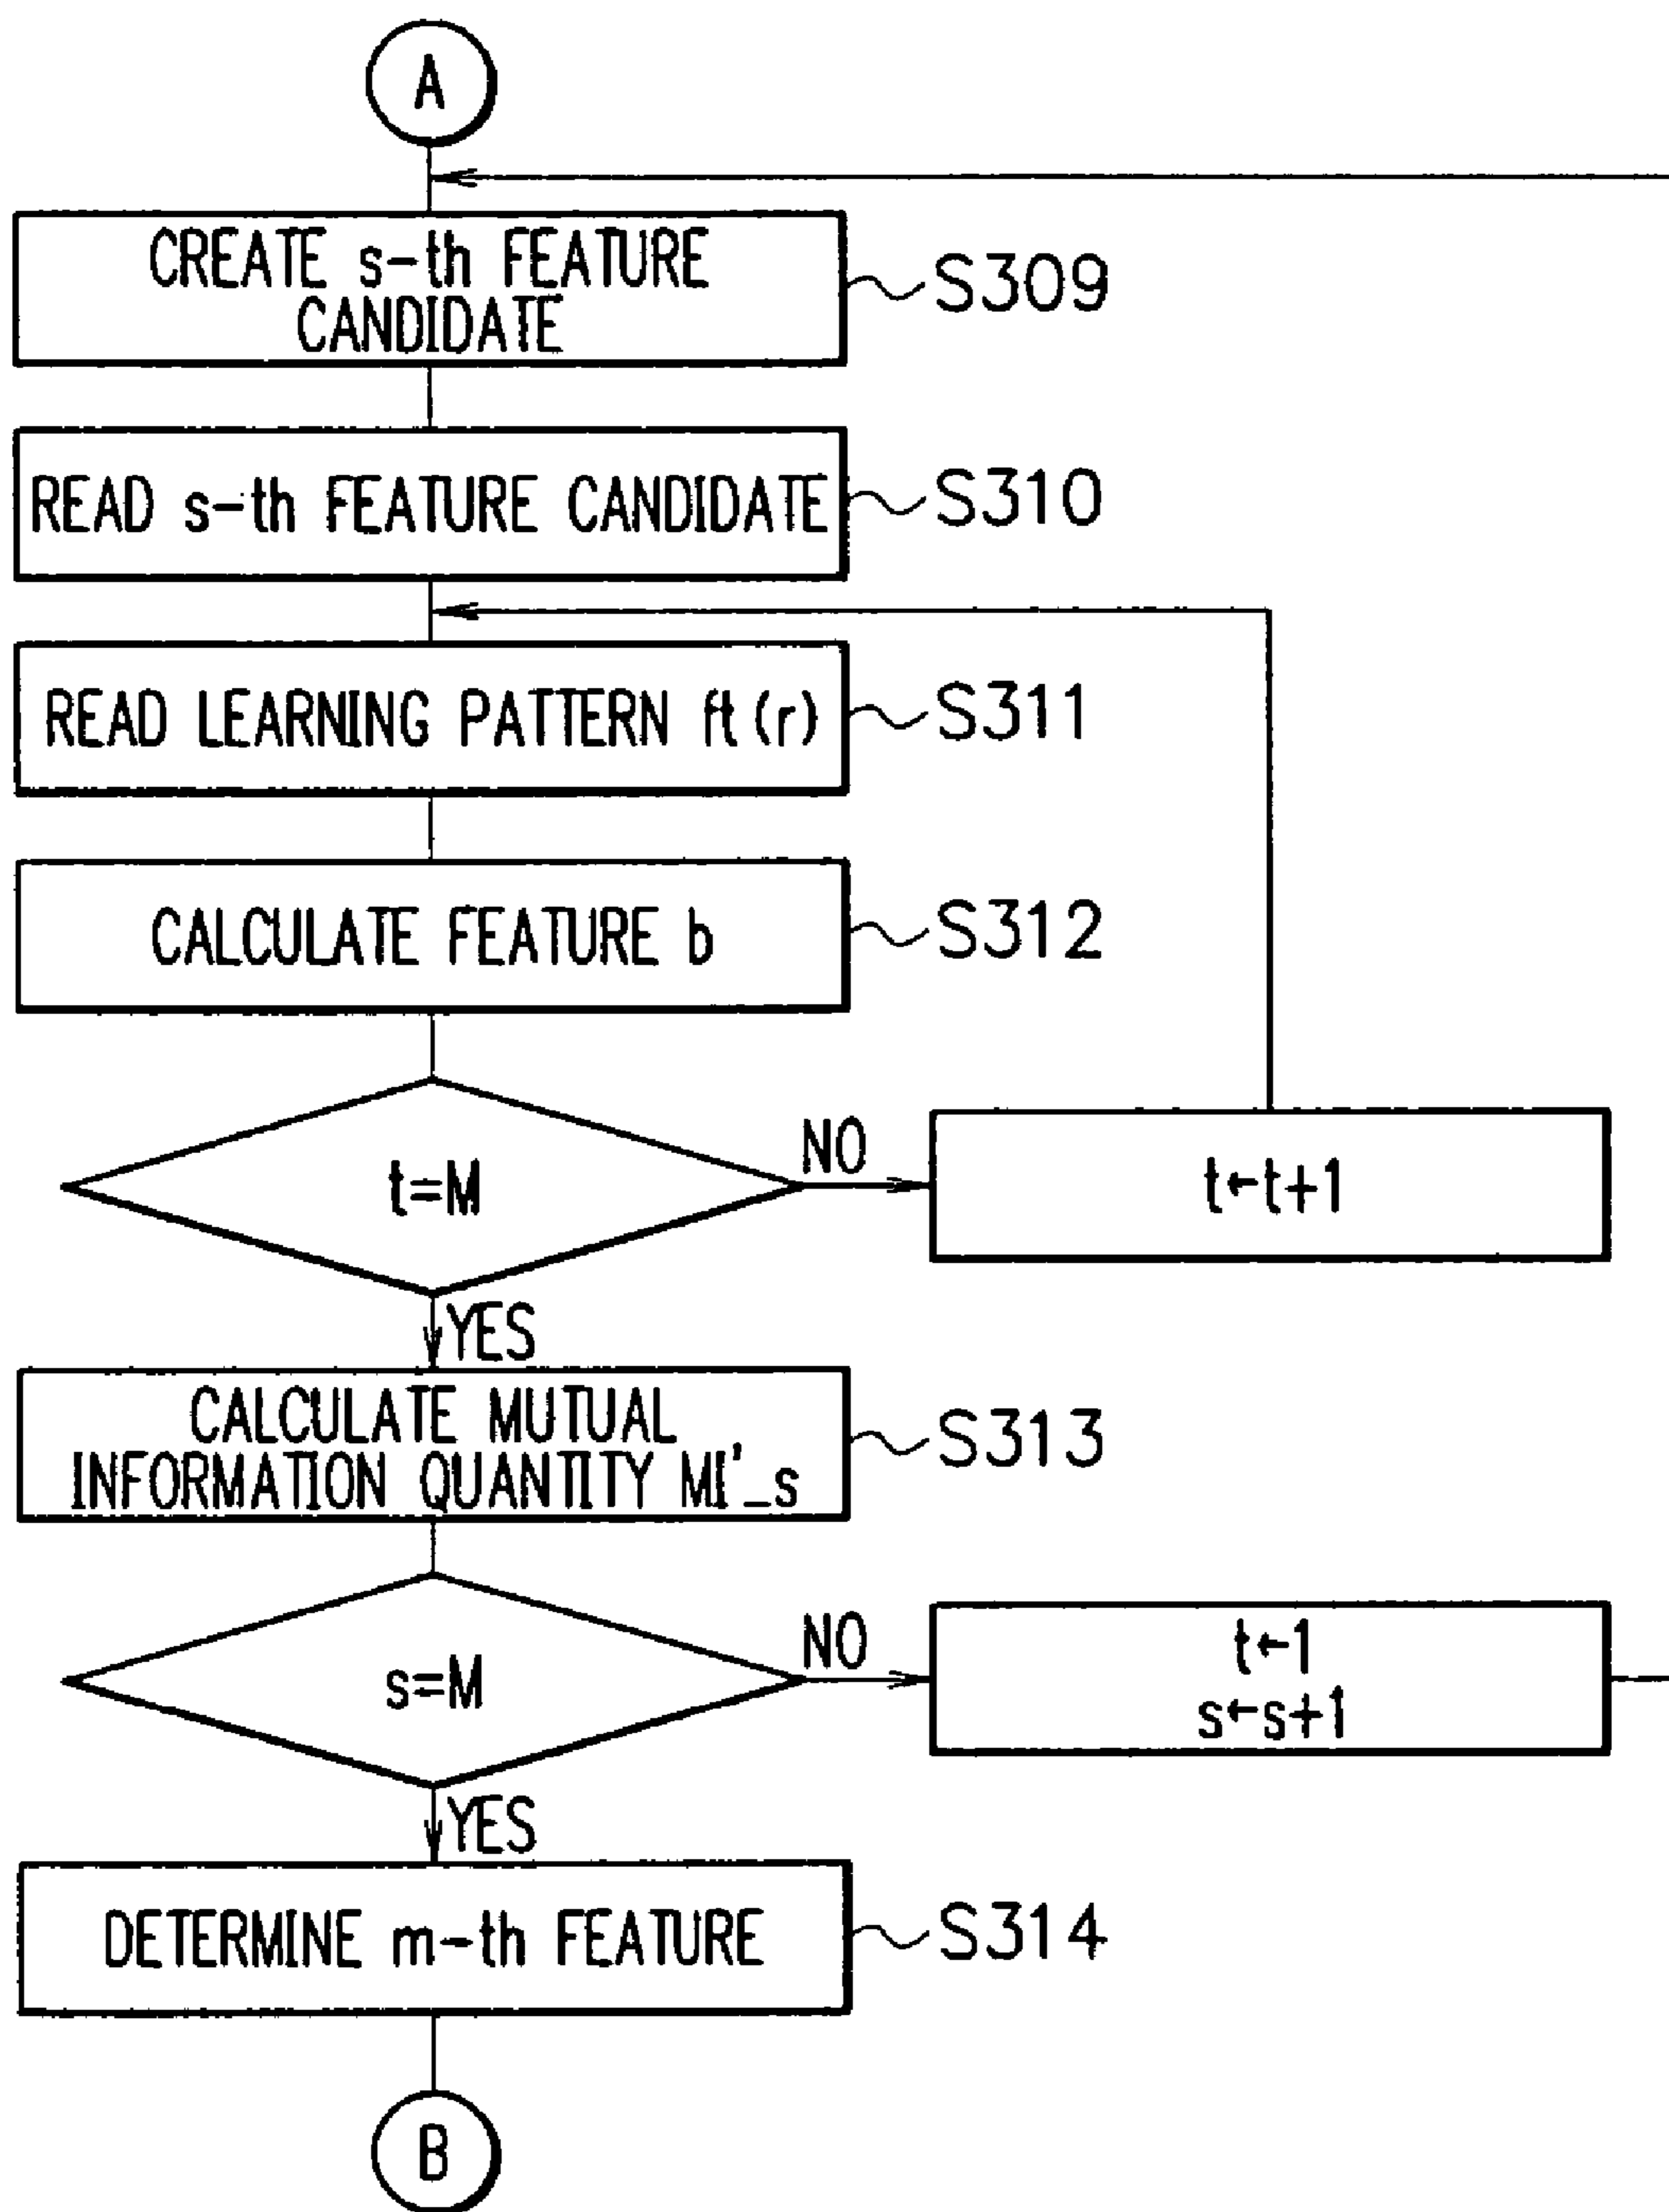 A
CREATE s-th FEATURE
CANDIDATE
S309
READ s-th FEATURE CANDIDATE
S310
READ LEARNING PATTERN ft(r)
S311
CALCULATE FEATURE b
S312
t=M
NO
t←t+1
YES
CALCULATE MUTUAL
INFORMATION QUANTITY MI'_s
S313
s=M
NO
t←1
s←s+1
YES
DETERMINE m-th FEATURE
S314
B